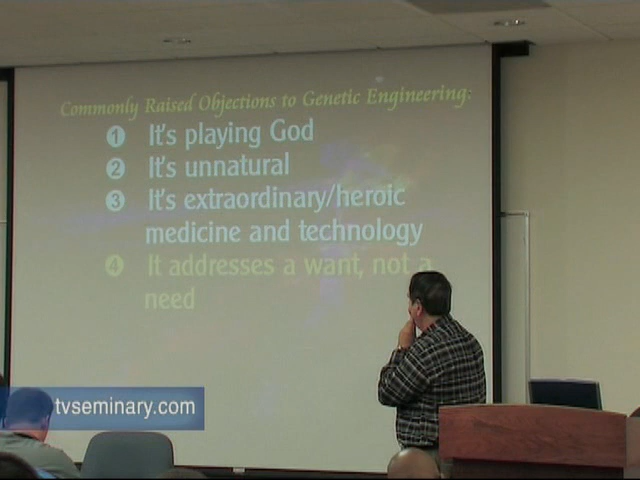 Commonly Raised Objections to Genetic Engineering:
1 It's playing God
2 It's unnatural
3 It's extraordinary/heroic
medicine and technology
4 It addresses a want, not a
need
tvseminary.com